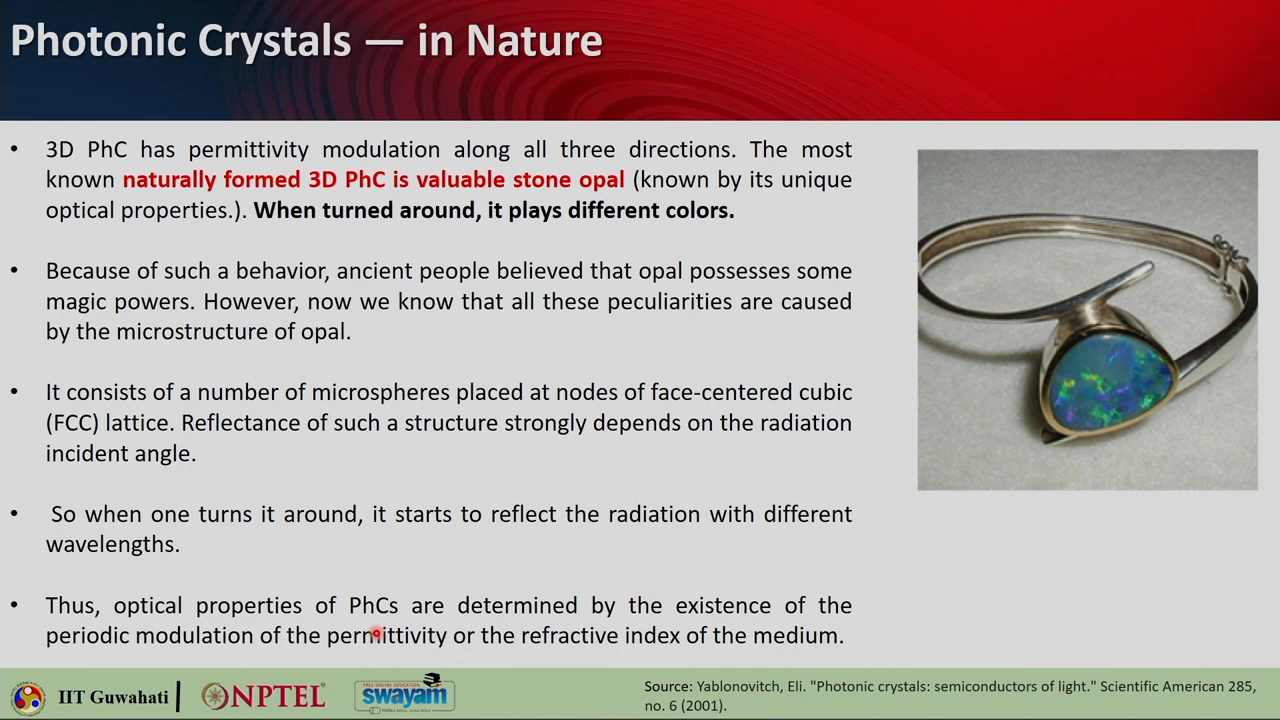 Photonic Crystals — in Nature
• 3D PhC has permittivity modulation along all three directions. The most
known naturally formed 3D PhC is valuable stone opal (known by its unique
optical properties.). When turned around, it plays different colors.
• Because of such a behavior, ancient people believed that opal possesses some
magic powers. However, now we know that all these peculiarities are caused
by the microstructure of opal.
• It consists of a number of microspheres placed at nodes of face-centered cubic
(FCC) lattice. Reflectance of such a structure strongly depends on the radiation
incident angle.
• So when one turns it around, it starts to reflect the radiation with different
wavelengths.
• Thus, optical properties of PhCs are determined by the existence of the
periodic modulation of the permittivity or the refractive index of the medium.
IIT Guwahati
NPTEL
FREE ONLINE EDUCATION
swayam
Source: Yablonovitch, Eli. "Photonic crystals: semiconductors of light." Scientific American 285,
no. 6 (2001).